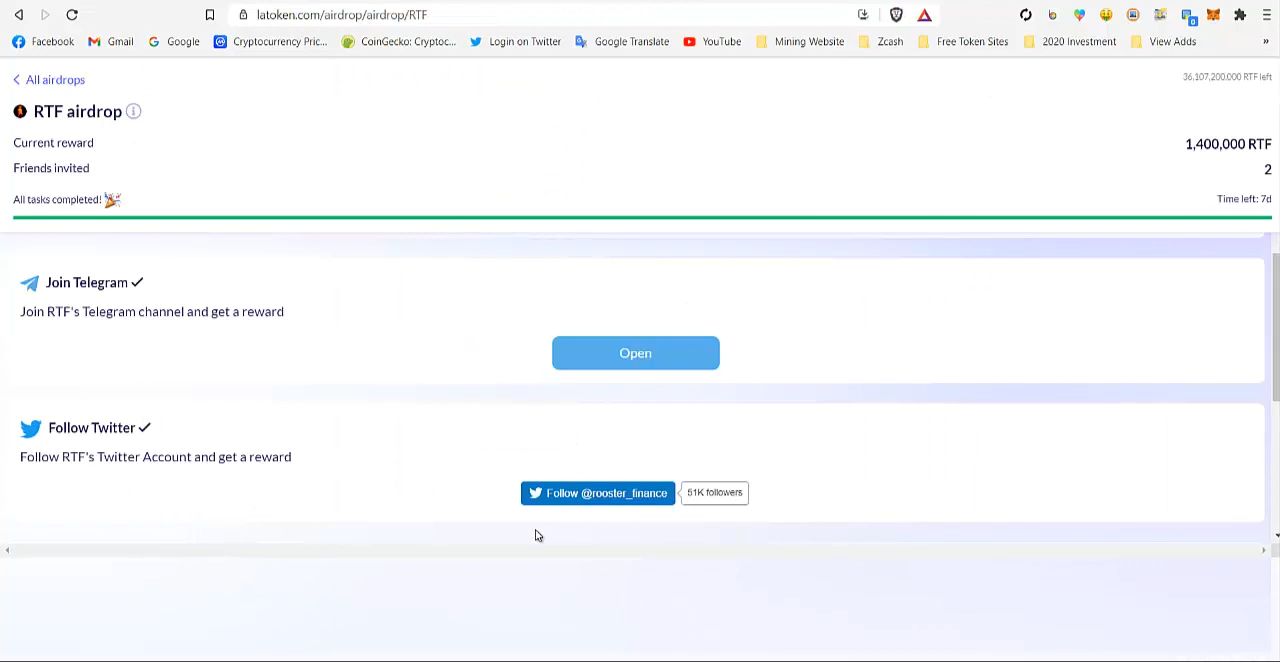 latoken.com/airdrop/airdrop/RTF
Facebook Gmail Google Cryptocurrency Pric... CoinGecko: Cryptoc... Login on Twitter Google Translate YouTube Mining Website Zcash Free Token Sites 2020 Investment View Adds »
All airdrops
36,107,200.000 RTF left
RTF airdrop
Current reward
1,400,000 RTF
Friends invited
2
All tasks completed!
Time left: 7d
Join Telegram
Join RTF's Telegram channel and get a reward
Open
Follow Twitter
Follow RTF's Twitter Account and get a reward
Follow @rooster_finance
51K followers